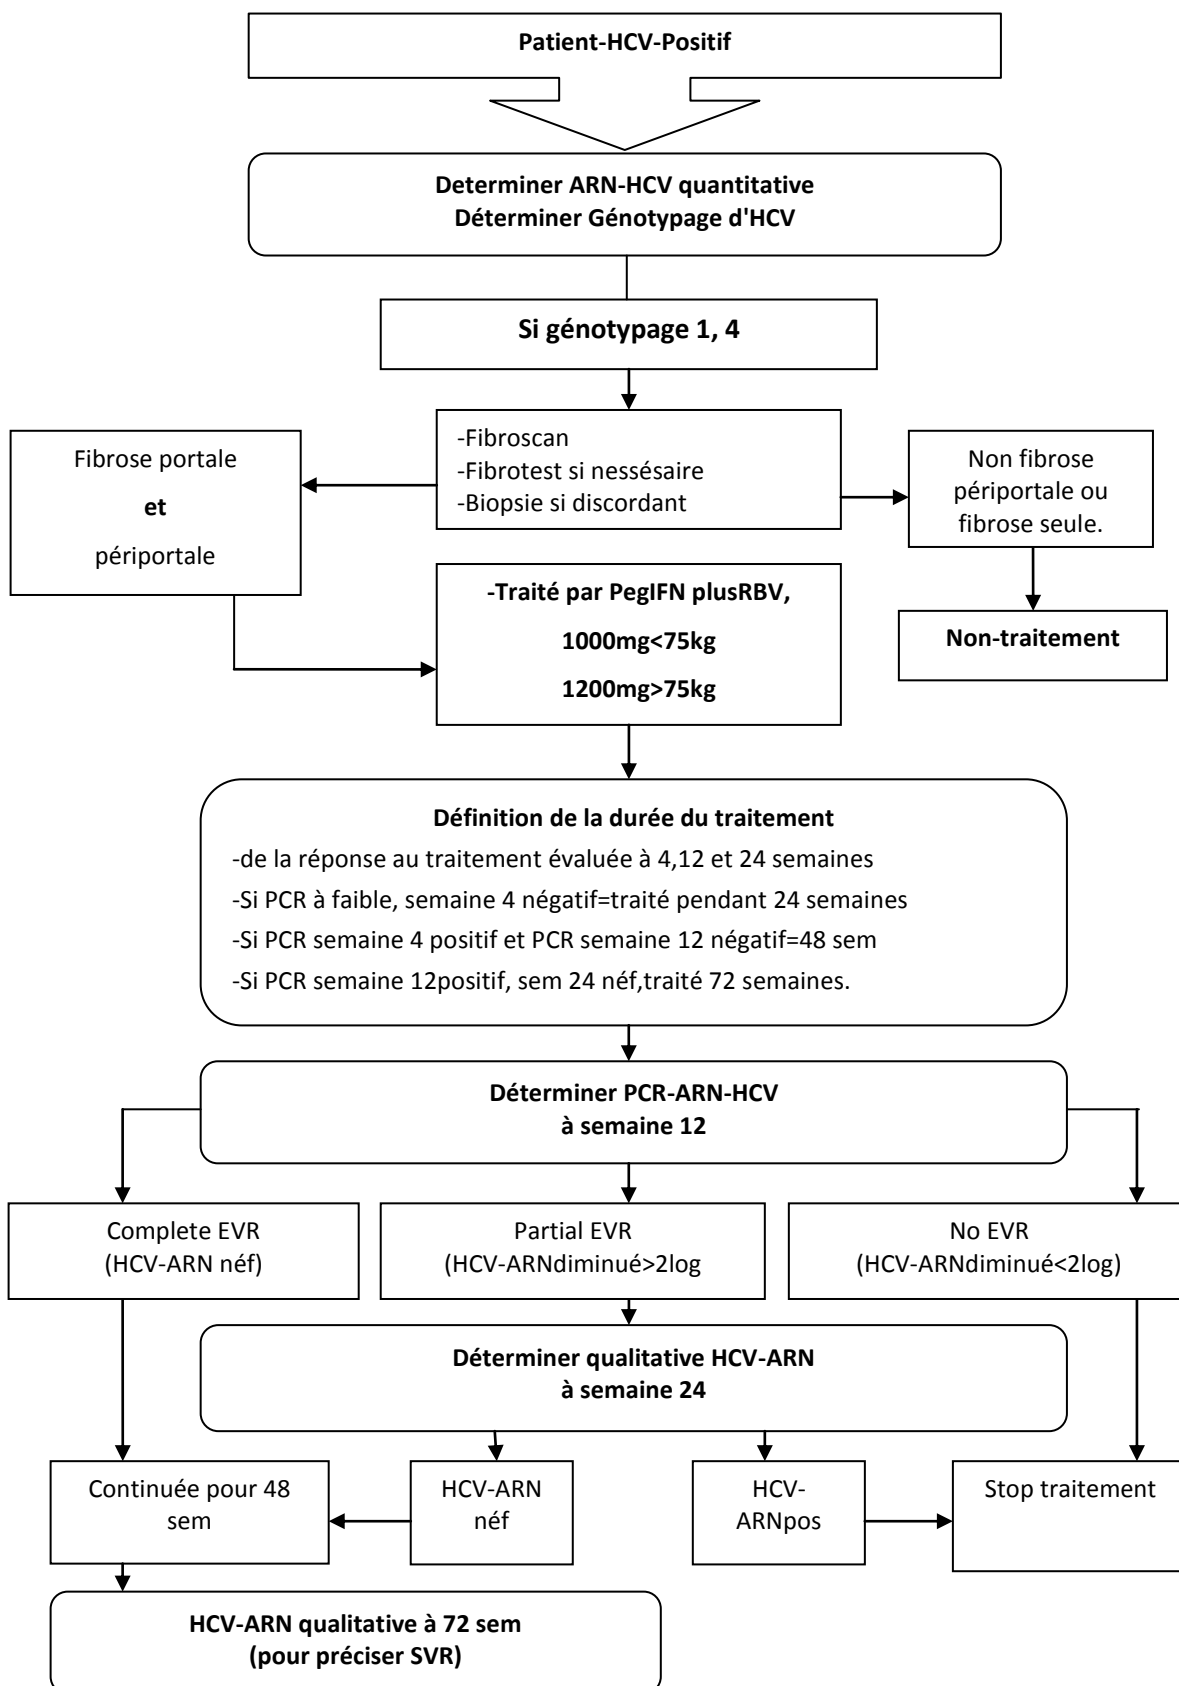 Patient-HCV-Positif
Determiner ARN-HCV quantitative
Déterminer Génotypage d'HCV
Si génotypage 1, 4
Fibrose portale
et
périportale
-Fibroscan
-Fibrotest si nessésaire
-Biopsie si discordant
Non fibrose
périportale ou
fibrose seule.
-Traité par PegIFN plusRBV,
1000mg<75kg
1200mg>75kg
Non-traitement
Définition de la durée du traitement
-de la réponse au traitement évaluée à 4,12 et 24 semaines
-Si PCR à faible, semaine 4 négatif=traité pendant 24 semaines
-Si PCR semaine 4 positif et PCR semaine 12 négatif=48 sem
-Si PCR semaine 12positif, sem 24 néf,traité 72 semaines.
Déterminer PCR-ARN-HCV
à semaine 12
Complete EVR
(HCV-ARN néf)
Partial EVR
(HCV-ARNdiminué>2log
No EVR
(HCV-ARNdiminué<2log)
Déterminer qualitative HCV-ARN
à semaine 24
Continuée pour 48
sem
HCV-ARN
néf
HCV-
ARNpos
Stop traitement
HCV-ARN qualitative à 72 sem
(pour préciser SVR)